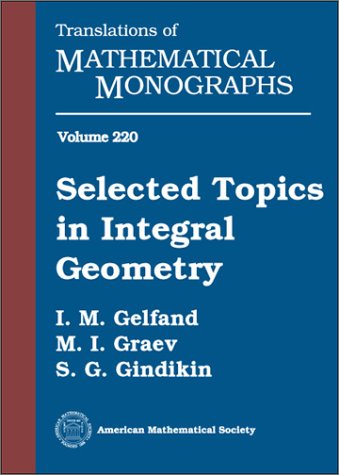 Translations of
MATHEMATICAL
MONOGRAPHS
Volume 220
Selected Topics
in Integral
Geometry
I. M. Gelfand
M. I. Graev
S. G. Gindikin
American Mathematical Society